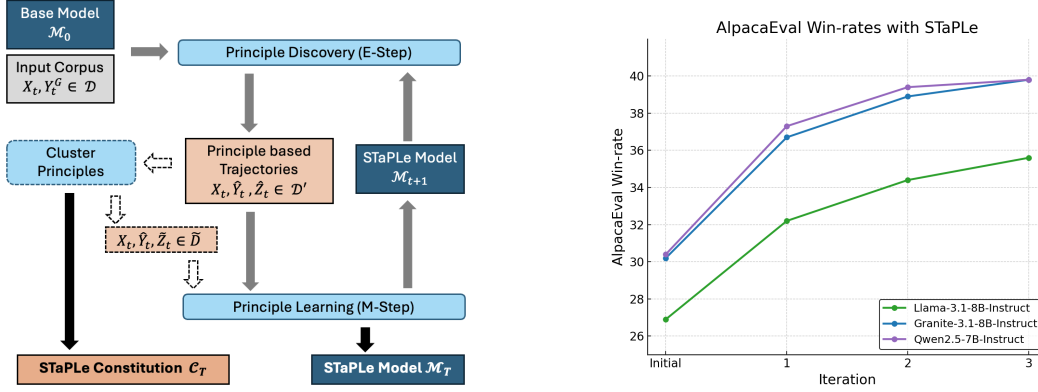 Base Model
ℳ₀
Input Corpus
Xₜ, Yₜᴳ ∈ 𝒟
Principle Discovery (E-Step)
Cluster
Principles
Principle based
Trajectories
Xₜ, Ŷₜ , Ẑₜ ∈ 𝒟′
STaPLe Model
ℳₜ₊₁
Xₜ, Ŷₜ, Z̃ₜ ∈ D̃
Principle Learning (M-Step)
STaPLe Constitution 𝒞_T
STaPLe Model ℳ_T
AlpacaEval Win-rates with STaPLe
AlpacaEval Win-rate
40
38
36
34
32
30
28
26
Llama-3.1-8B-Instruct
Granite-3.1-8B-Instruct
Qwen2.5-7B-Instruct
Initial
1
2
3
Iteration